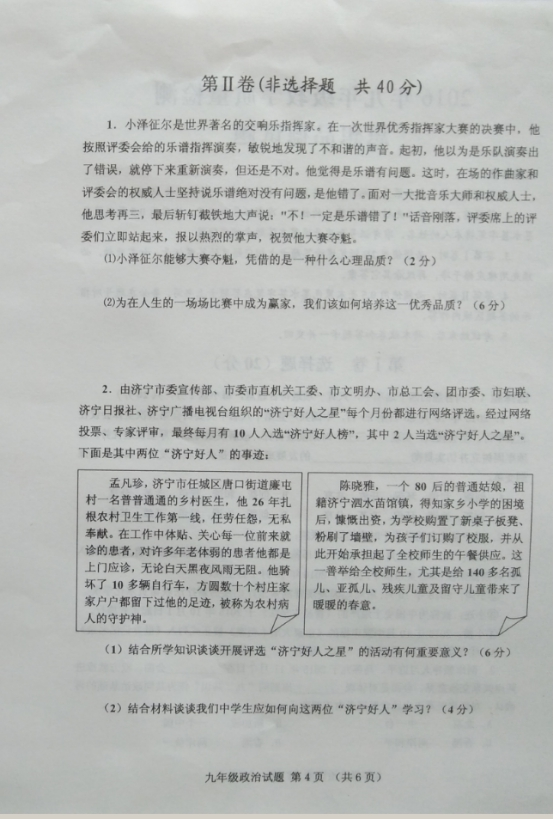 第Ⅱ卷(非选择题 共40分)
1．小泽征尔是世界著名的交响乐指挥家。在一次世界优秀指挥家大赛的决赛中，他
按照评委会给的乐谱指挥演奏，敏锐地发现了不和谐的声音。起初，他以为是乐队演奏出
了错误，就停下来重新演奏，但还是不对。他觉得是乐谱有问题。这时，在场的作曲家和
评委会的权威人士坚持说乐谱绝对没有问题，是他错了。面对一大批音乐大师和权威人士，
他思考再三，最后斩钉截铁地大声说："不！一定是乐谱错了！"话音刚落，评委席上的评
委们立即站起来，报以热烈的掌声，祝贺他大赛夺魁。
⑴小泽征尔能够大赛夺魁，凭借的是一种什么心理品质？（2分）
⑵为在人生的一场场比赛中成为赢家，我们该如何培养这一优秀品质？（6分）
2．由济宁市委宣传部、市委市直机关工委、市文明办、市总工会、团市委、市妇联、
济宁日报社、济宁广播电视台组织的“济宁好人之星”每个月份都进行网络评选，经过网络
投票、专家评审，最终每月有10人入选“济宁好人榜”，其中2人当选“济宁好人之星”。
下面是其中两位“济宁好人”的事迹：
孟凡珍，济宁市任城区唐口街道廉屯
村一名普普通通的乡村医生，他26年扎
根农村卫生工作第一线，任劳任怨，无私
奉献。在工作中体贴、关心每一位前来就
诊的患者，对许多年老体弱的患者他都是
上门应诊，无论白天黑夜风雨无阻。他骑
坏了10多辆自行车，方圆数十个村庄家
家户户都留下过他的足迹，被称为农村病
人的守护神。
陈晓雅，一个80后的普通姑娘，祖
籍济宁泗水苗馆镇，得知家乡小学的困境
后，慷慨出资，为学校购置了新桌子板凳、
粉刷了墙壁，为孩子们订购了校服，并从
此开始承担起了全校师生的午餐供应。这
一善举给全校师生，尤其是给140多名孤
儿、亚孤儿、残疾儿童及留守儿童带来了
暖暖的春意。
（1）结合所学知识谈谈开展评选“济宁好人之星”的活动有何重要意义？（6分）
（2）结合材料谈谈我们中学生应如何向这两位“济宁好人”学习？（4分）
九年级政治试题 第4页 （共6页）